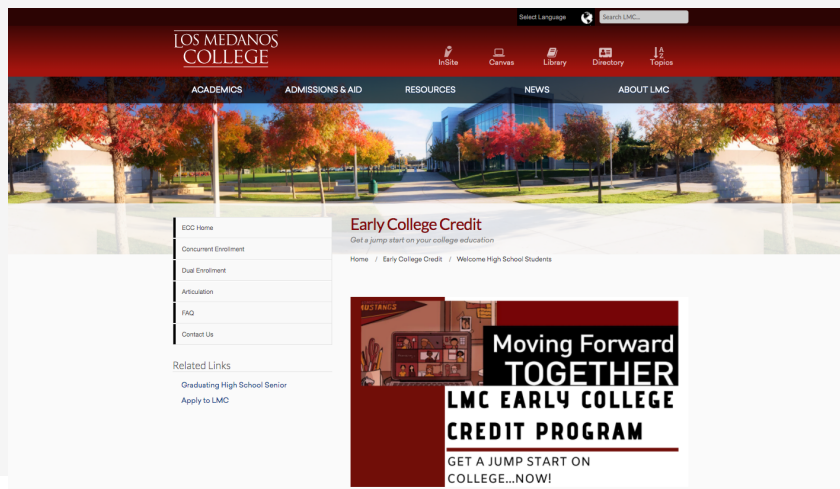 Select Language
Search LMC...
LOS MEDANOS
COLLEGE
InSite
Canvas
Library
Directory
Topics
ACADEMICS
ADMISSIONS & AID
RESOURCES
NEWS
ABOUT LMC
ECC Home
Concurrent Enrollment
Dual Enrollment
Articulation
FAQ
Contact Us
Related Links
Graduating High School Senior
Apply to LMC
Early College Credit
Get a jump start on your college education
Home / Early College Credit / Welcome High School Students
MUSTANGS
Moving Forward
TOGETHER
LMC EARLY COLLEGE
CREDIT PROGRAM
GET A JUMP START ON
COLLEGE...NOW!